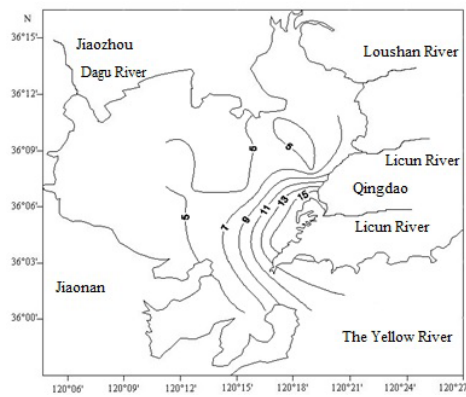 N
36°15'
Jiaozhou
Loushan River
Dagu River
36°12'
36°09'
5
5
Licun River
Qingdao
36°06'
5
7
9
11
13
15
Licun River
36°03'
Jiaonan
36°00'
The Yellow River
120°06'
120°09'
120°12'
120°15'
120°18'
120°21'
120°24'
120°27